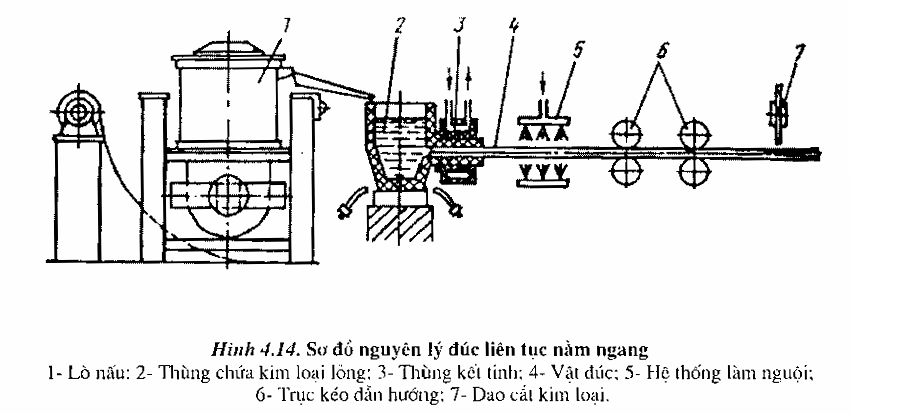 1 2 3 4 5 6 7
Hình 4.14. Sơ đồ nguyên lý đúc liên tục nằm ngang
1- Lò nấu; 2- Thùng chứa kim loại lỏng; 3- Thùng kết tinh; 4- Vật đúc; 5- Hệ thống làm nguội;
6- Trục kéo dẫn hướng; 7- Dao cắt kim loại.